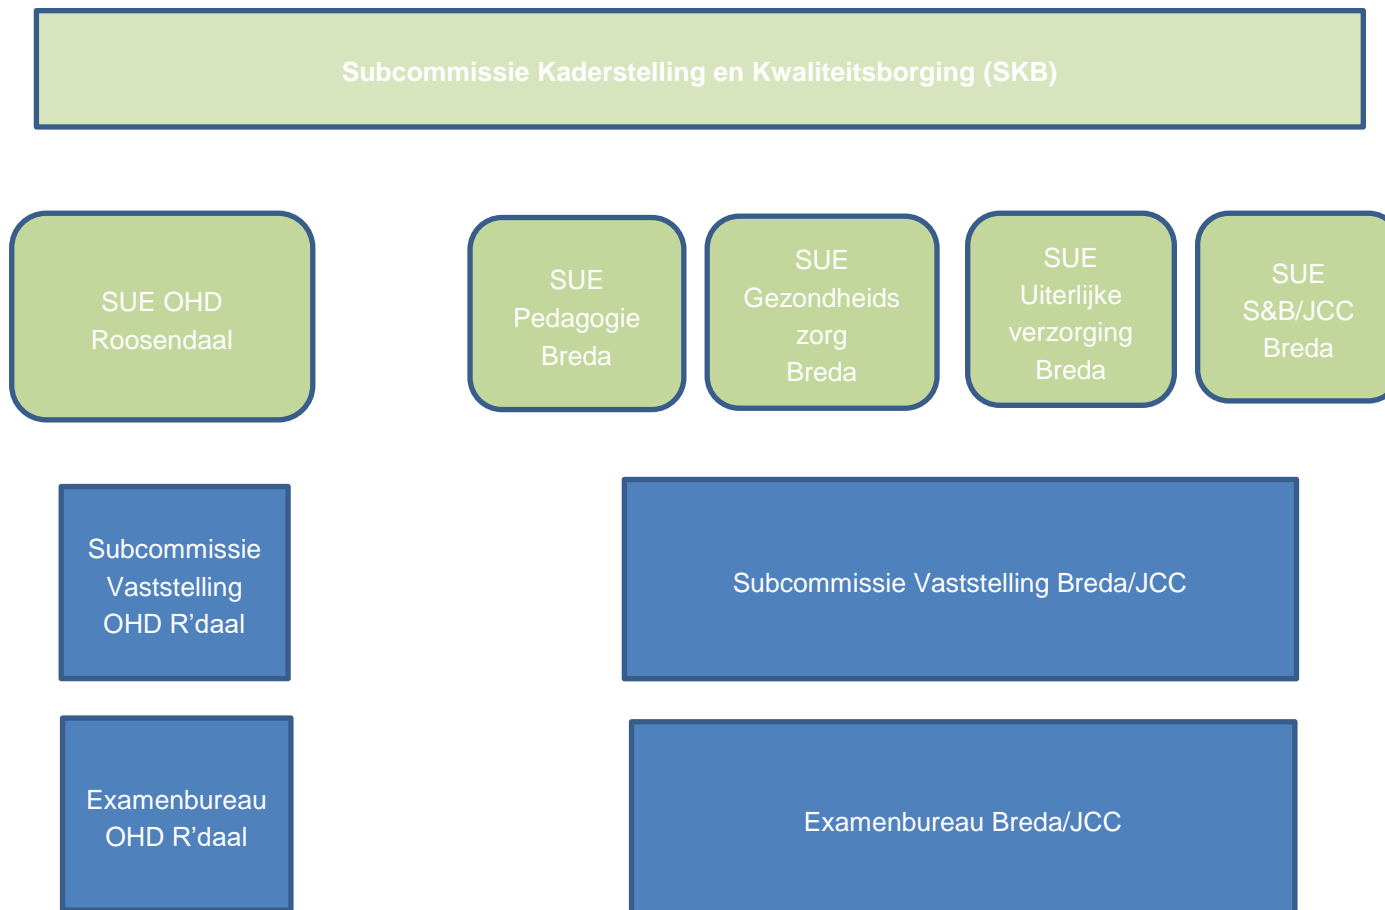 Subcommissie Kaderstelling en Kwaliteitsborging (SKB)
SUE OHD
Roosendaal
SUE
Pedagogie
Breda
SUE
Gezondheids
zorg
Breda
SUE
Uiterlijke
verzorging
Breda
SUE
S&B/JCC
Breda
Subcommissie
Vaststelling
OHD R’daal
Subcommissie Vaststelling Breda/JCC
Examenbureau
OHD R’daal
Examenbureau Breda/JCC